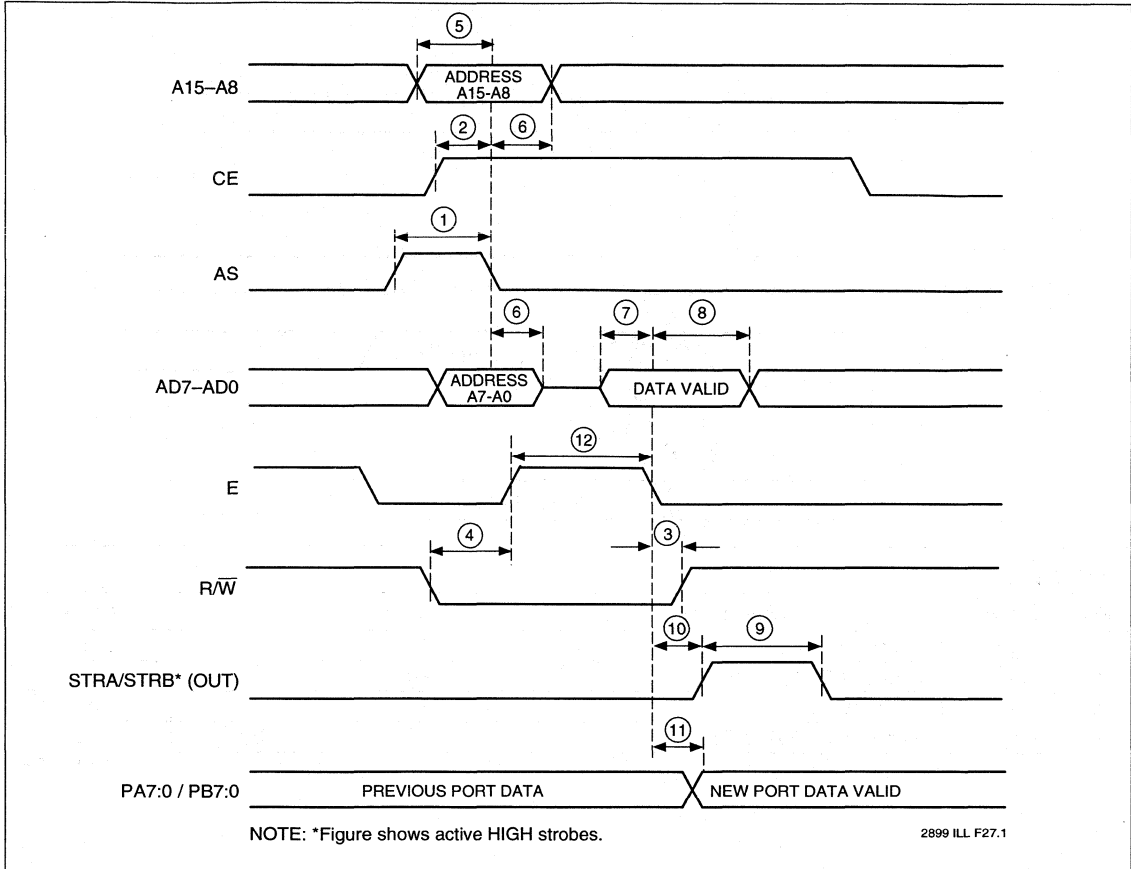 5
A15–A8
ADDRESS
A15-A8
2
6
CE
1
AS
6
7
8
AD7–AD0
ADDRESS
A7-A0
DATA VALID
12
E
4
3
R/W̅
10
9
STRA/STRB* (OUT)
11
PA7:0 / PB7:0
PREVIOUS PORT DATA
NEW PORT DATA VALID
NOTE: *Figure shows active HIGH strobes.
2899 ILL F27.1